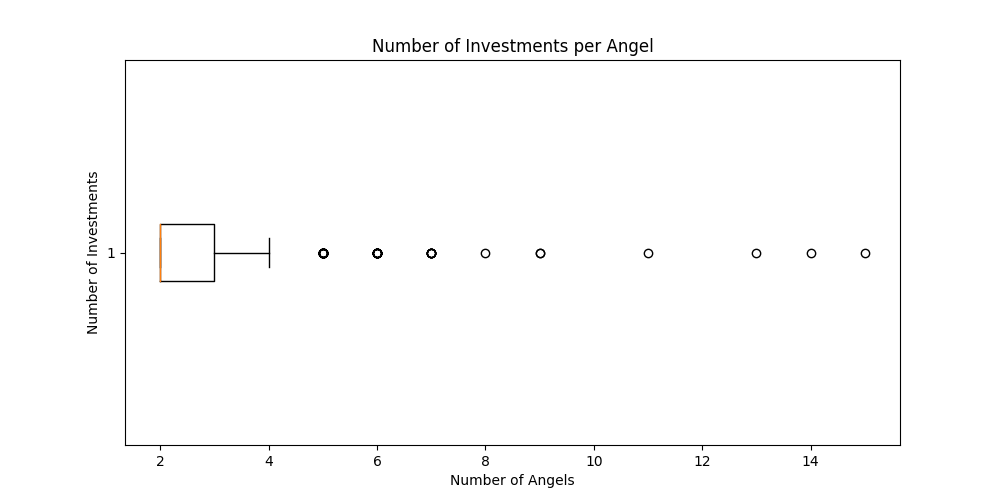 Number of Investments per Angel
Number of Investments
1
2 4 6 8 10 12 14
Number of Angels